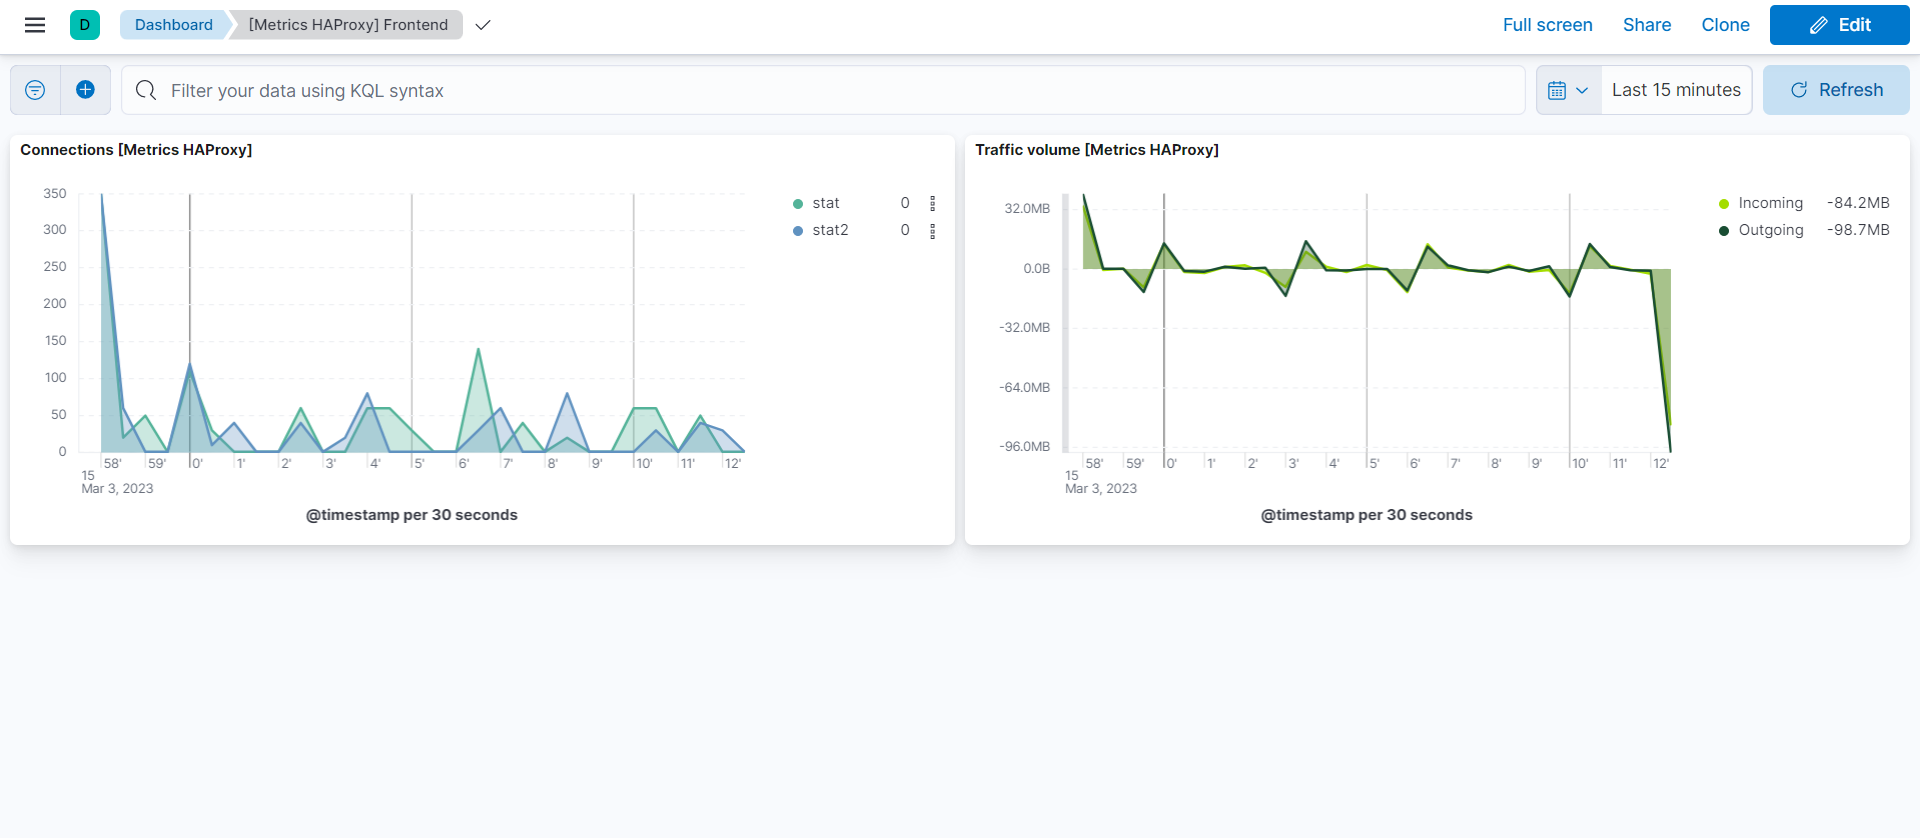 D Dashboard [Metrics HAProxy] Frontend Full screen Share Clone Edit
Filter your data using KQL syntax Last 15 minutes Refresh
Connections [Metrics HAProxy]
350
300
250
200
150
100
50
0
58' 59' 0' 1' 2' 3' 4' 5' 6' 7' 8' 9' 10' 11' 12'
15
Mar 3, 2023
@timestamp per 30 seconds
stat 0
stat2 0
Traffic volume [Metrics HAProxy]
32.0MB
0.0B
-32.0MB
-64.0MB
-96.0MB
58' 59' 0' 1' 2' 3' 4' 5' 6' 7' 8' 9' 10' 11' 12'
15
Mar 3, 2023
@timestamp per 30 seconds
Incoming -84.2MB
Outgoing -98.7MB